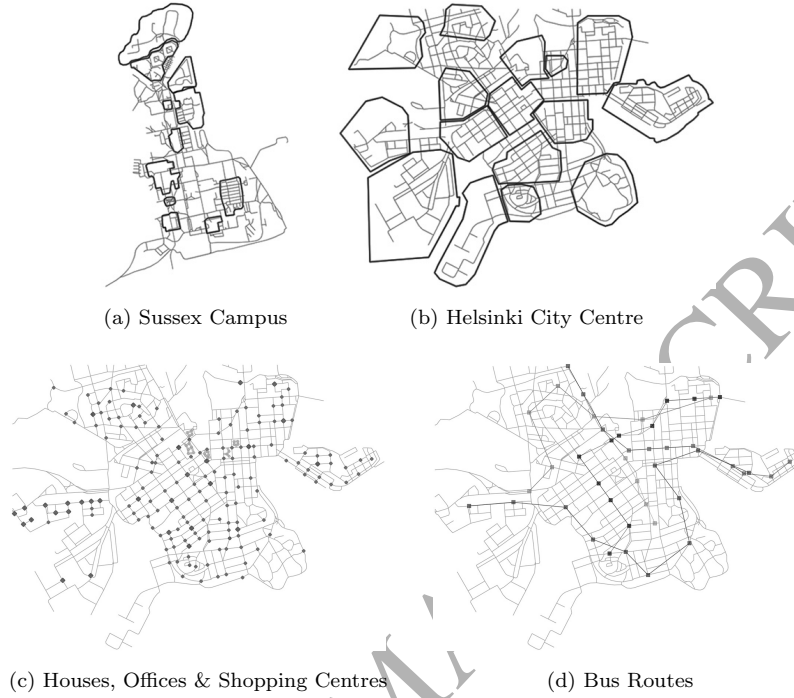 (a) Sussex Campus
(b) Helsinki City Centre
(c) Houses, Offices & Shopping Centres
(d) Bus Routes